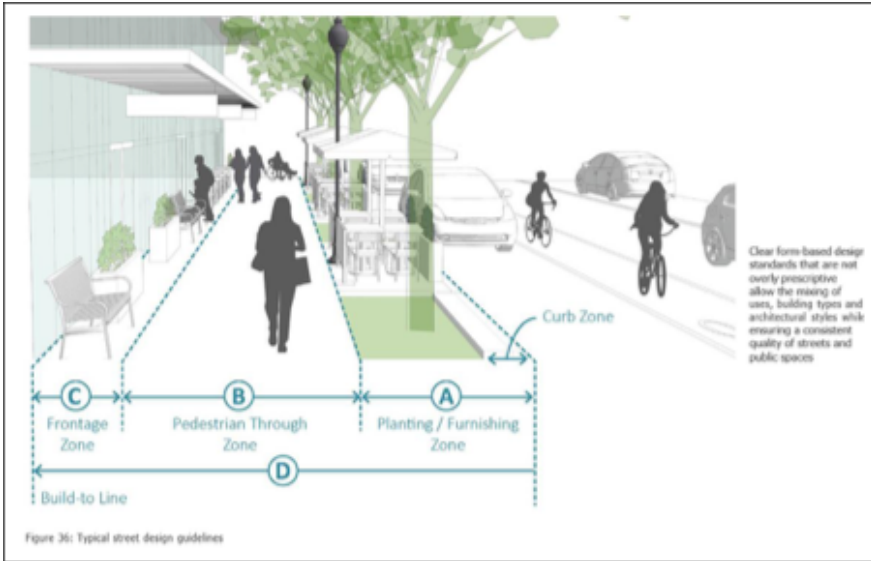 Clear form-based design
standards that are not
overly prescriptive
allow the mixing of
uses, building types and
architectural styles while
ensuring a consistent
quality of streets and
public spaces
Curb Zone
C
B
A
Frontage
Zone
Pedestrian Through
Zone
Planting / Furnishing
Zone
D
Build-to Line
Figure 36: Typical street design guidelines